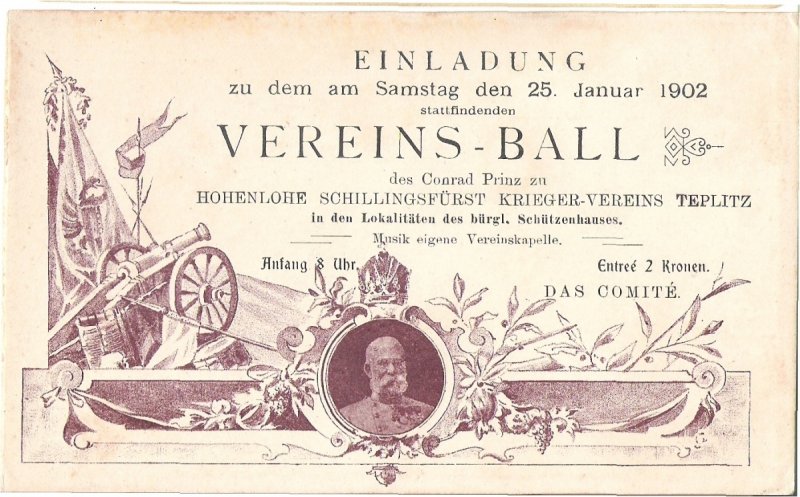 EINLADUNG
zu dem am Samstag den 25. Januar 1902
stattfindenden
VEREINS-BALL
des Conrad Prinz zu
HOHENLOHE SCHILLINGSFÜRST KRIEGER-VEREINS TEPLITZ
in den Lokalitäten des bürgl. Schützenhauses.
Musik eigene Vereinskapelle.
Anfang 8 Uhr.
Entreé 2 Kronen.
DAS COMITÉ.